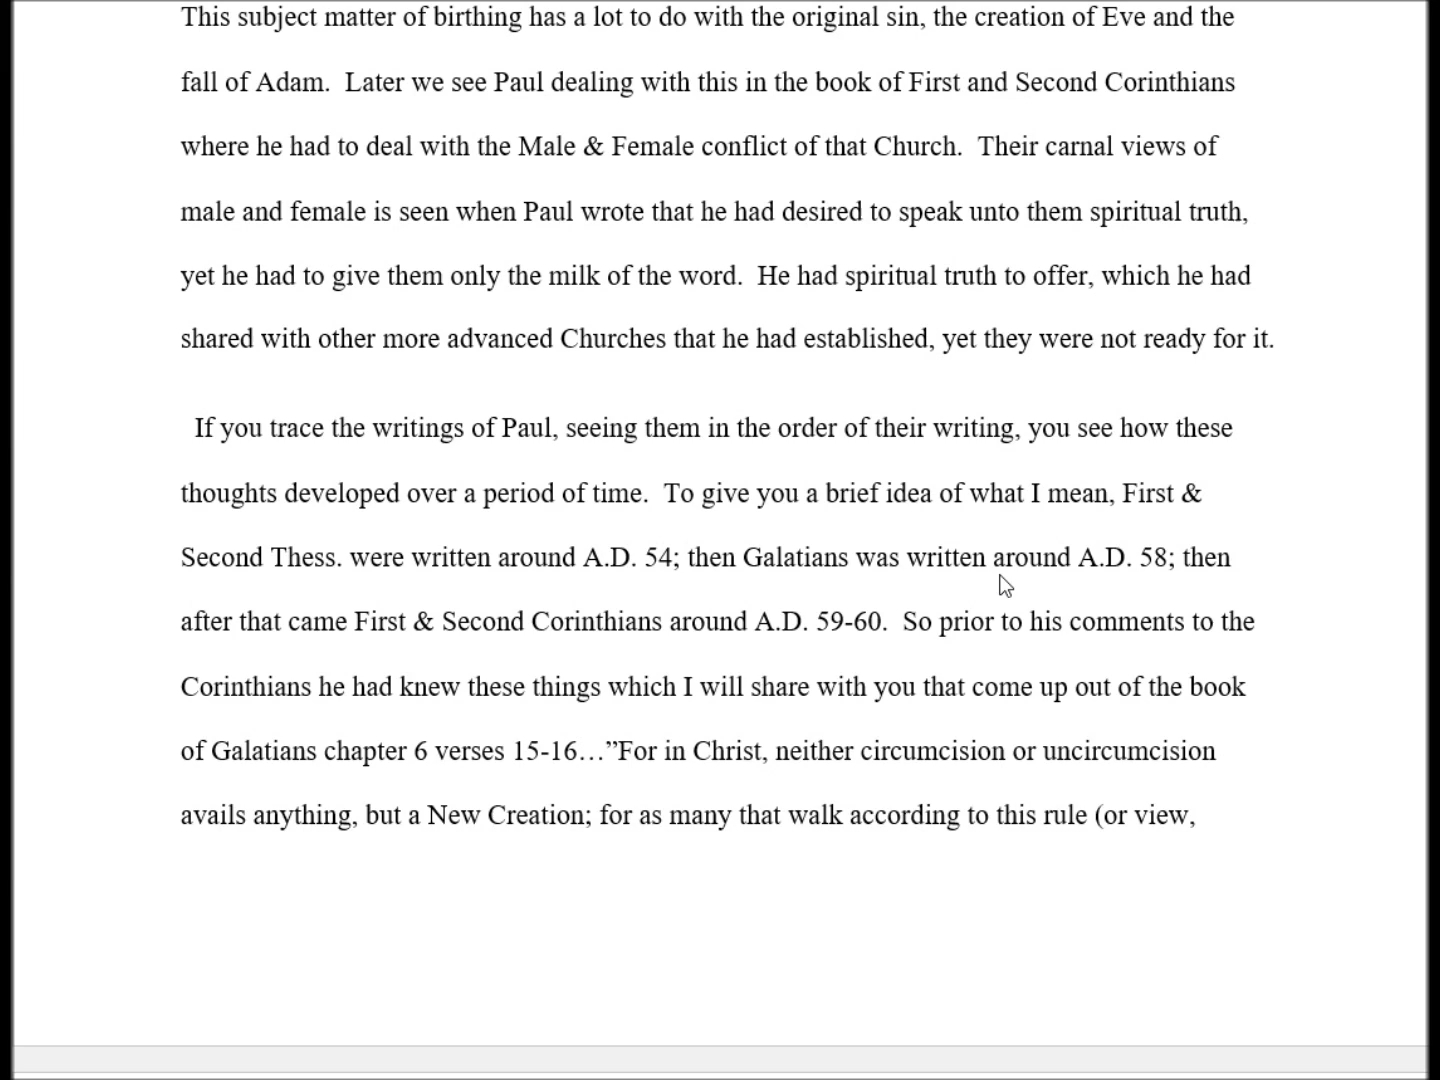 This subject matter of birthing has a lot to do with the original sin, the creation of Eve and the
fall of Adam.  Later we see Paul dealing with this in the book of First and Second Corinthians
where he had to deal with the Male & Female conflict of that Church.  Their carnal views of
male and female is seen when Paul wrote that he had desired to speak unto them spiritual truth,
yet he had to give them only the milk of the word.  He had spiritual truth to offer, which he had
shared with other more advanced Churches that he had established, yet they were not ready for it.
If you trace the writings of Paul, seeing them in the order of their writing, you see how these
thoughts developed over a period of time.  To give you a brief idea of what I mean, First &
Second Thess. were written around A.D. 54; then Galatians was written around A.D. 58; then
after that came First & Second Corinthians around A.D. 59-60.  So prior to his comments to the
Corinthians he had knew these things which I will share with you that come up out of the book
of Galatians chapter 6 verses 15-16…”For in Christ, neither circumcision or uncircumcision
avails anything, but a New Creation; for as many that walk according to this rule (or view,